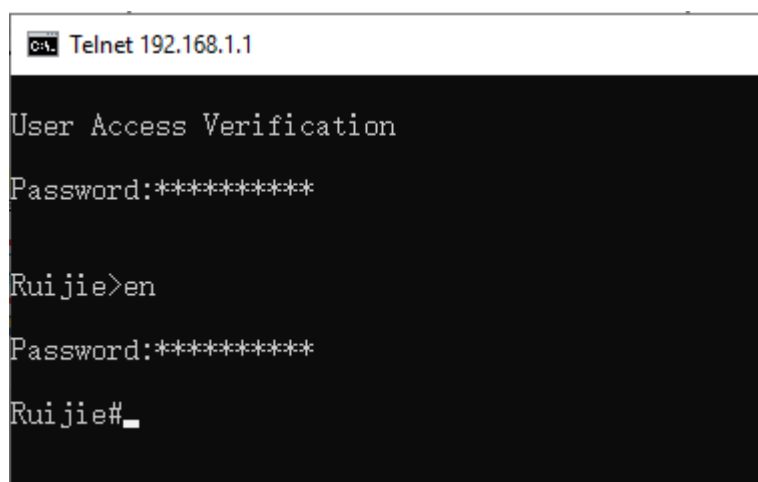 Telnet 192.168.1.1
User Access Verification
Password:**********
Ruijie>en
Password:**********
Ruijie#